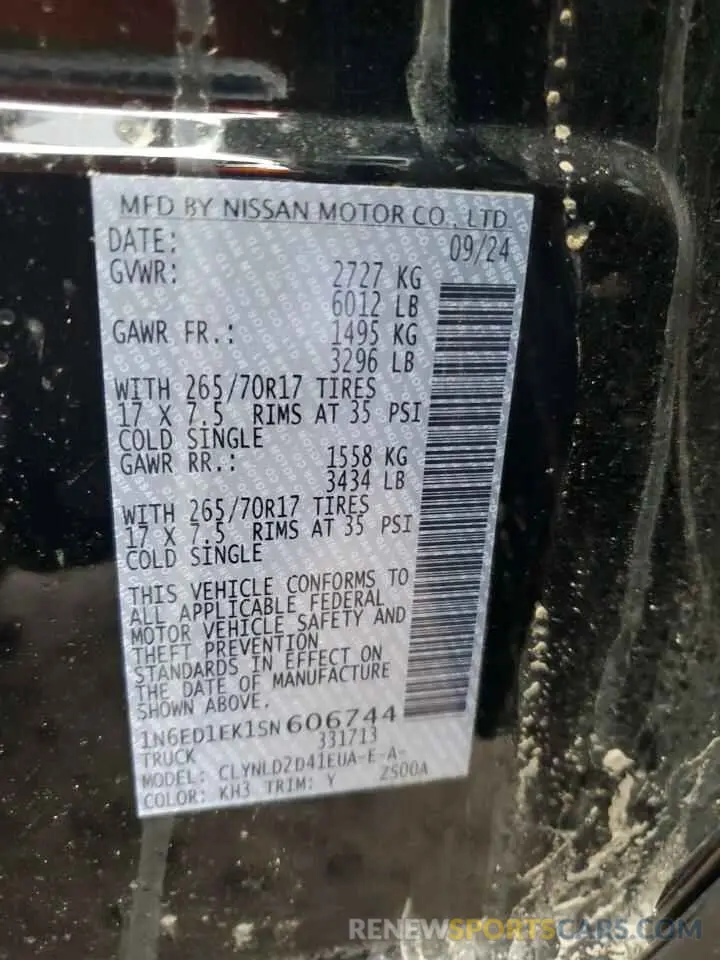 MFD BY NISSAN MOTOR CO., LTD.
DATE: 09/24
GVWR: 2727 KG
6012 LB
GAWR FR.: 1495 KG
3296 LB
WITH 265/70R17 TIRES
17 X 7.5 RIMS AT 35 PSI
COLD SINGLE
GAWR RR.: 1558 KG
3434 LB
WITH 265/70R17 TIRES
17 X 7.5 RIMS AT 35 PSI
COLD SINGLE
THIS VEHICLE CONFORMS TO
ALL APPLICABLE FEDERAL
MOTOR VEHICLE SAFETY AND
THEFT PREVENTION
STANDARDS IN EFFECT ON
THE DATE OF MANUFACTURE
SHOWN ABOVE.
1N6ED1EK1SN606744
331713
TRUCK
MODEL: CLYNLDZD41EUA-E-A-
ZS00A
COLOR: KH3 TRIM: Y
RENEWSPORTSCARS.COM